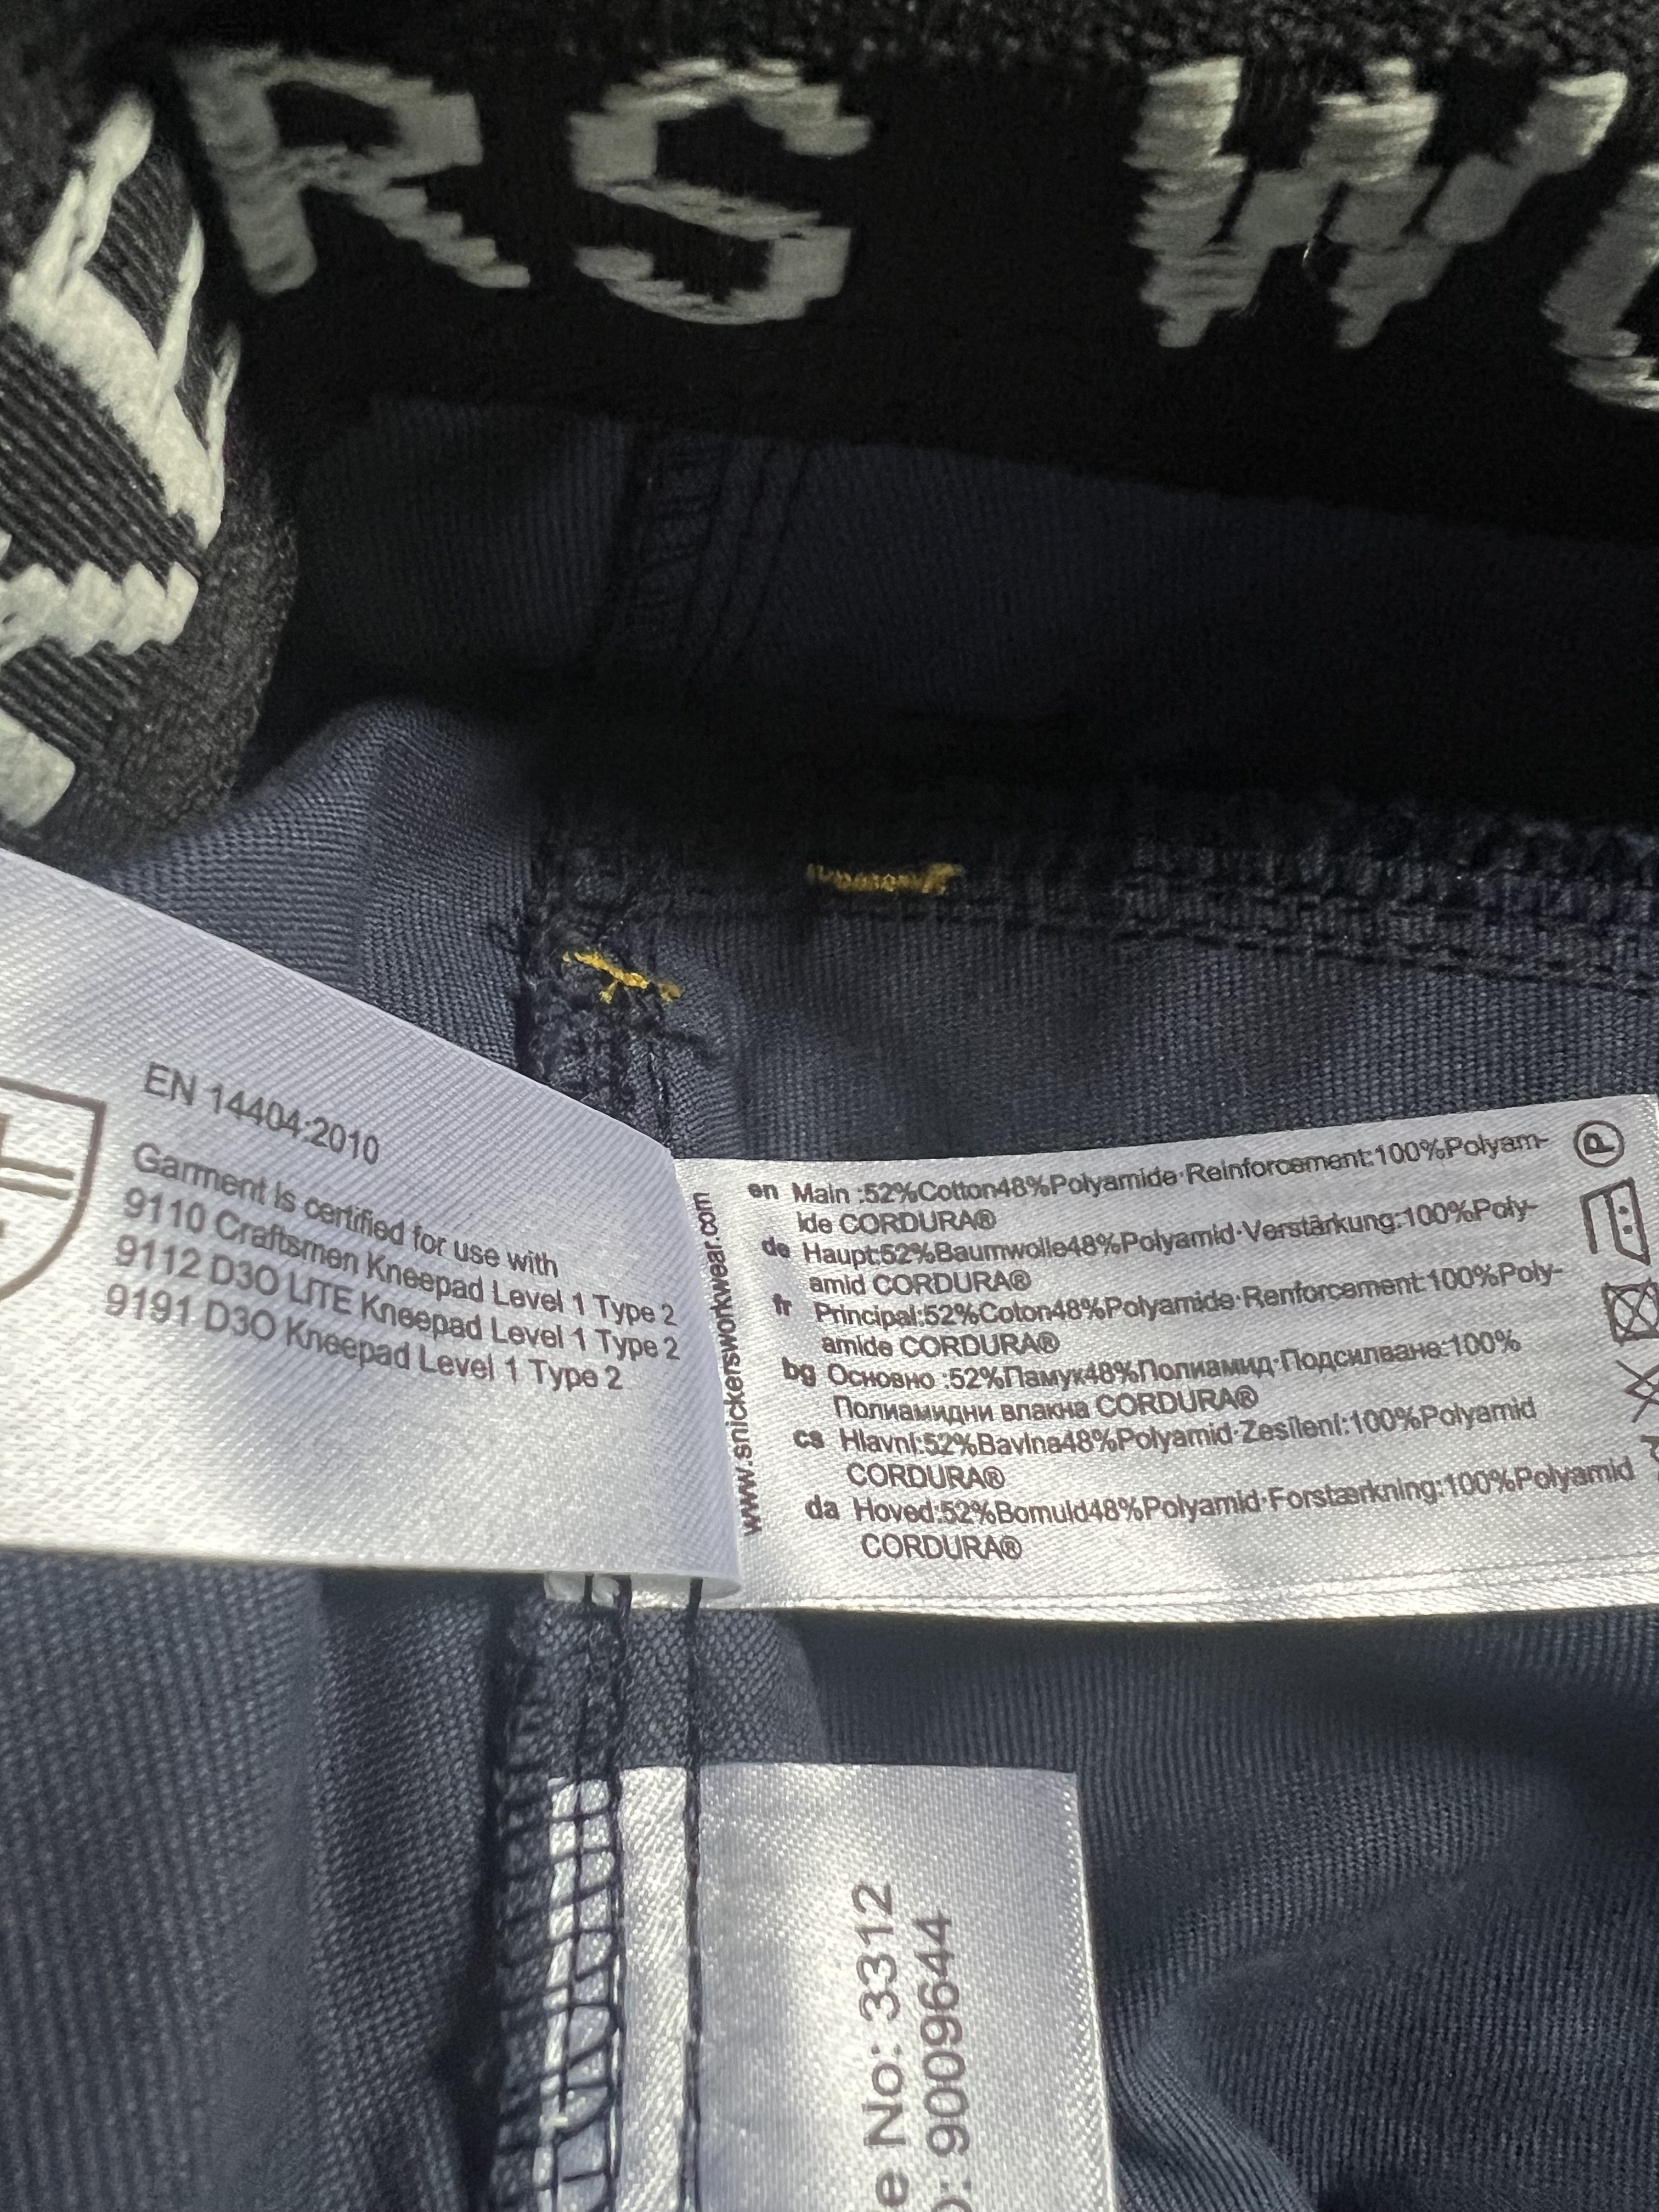 RS W
EN 14404:2010
Garment is certified for use with
9110 Craftsmen Kneepad Level 1 Type 2
9112 D3O LITE Kneepad Level 1 Type 2
9191 D3O Kneepad Level 1 Type 2
www.snickersworkwear.com
en Main :52%Cotton48%Polyamide·Reinforcement:100%Polyam-
ide CORDURA®
de Haupt:52%Baumwolle48%Polyamid·Verstärkung:100%Poly-
amid CORDURA®
fr Principal:52%Coton48%Polyamide·Renforcement:100%Poly-
amide CORDURA®
bg Основно :52%Памук48%Полиамид·Подсилване:100%
Полиамидни влакна CORDURA®
cs Hlavní:52%Bavlna48%Polyamid·Zesílení:100%Polyamid
CORDURA®
da Hoved:52%Bomuld48%Polyamid·Forstærkning:100%Polyamid
CORDURA®
P
e No: 3312
: 9009644